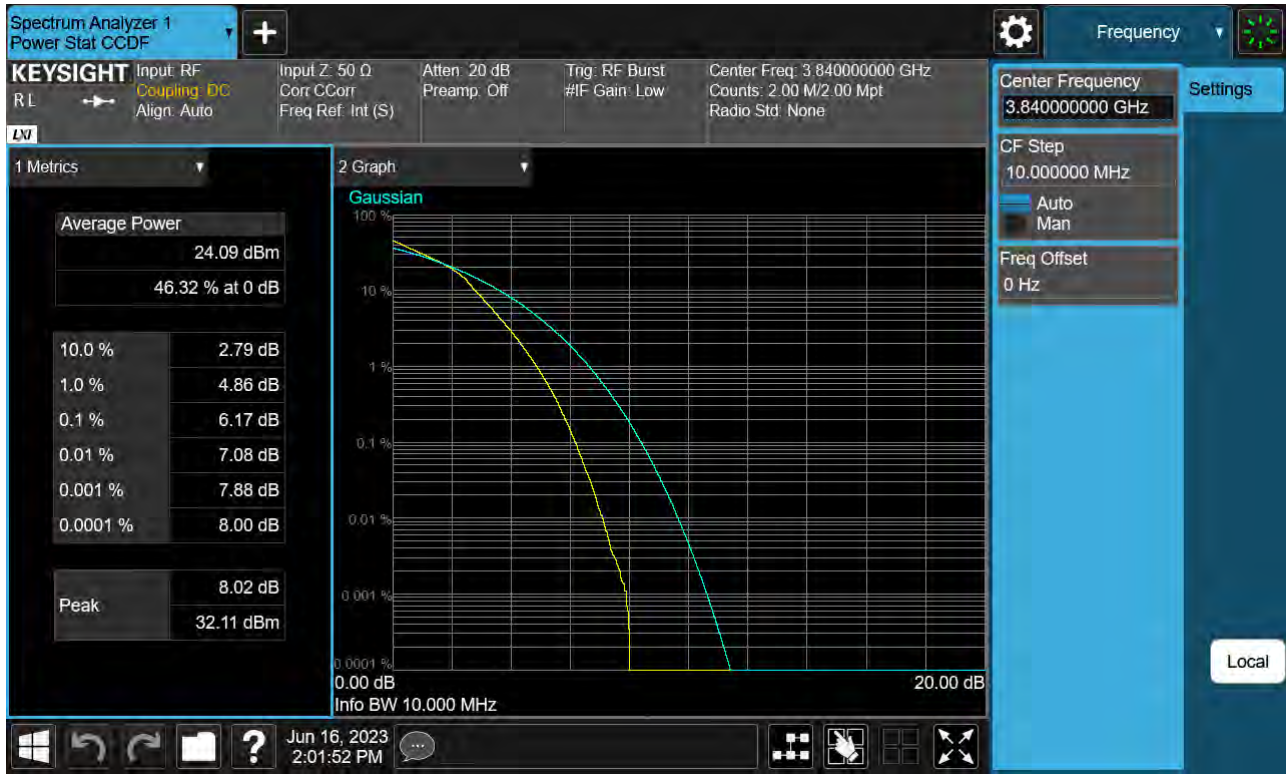 Spectrum Analyzer 1
Power Stat CCDF
Frequency
KEYSIGHT
RL
LXI
Input: RF
Coupling: DC
Align: Auto
Input Z: 50 Ω
Corr CCorr
Freq Ref: Int (S)
Atten: 20 dB
Preamp: Off
Trig: RF Burst
#IF Gain: Low
Center Freq: 3.840000000 GHz
Counts: 2.00 M/2.00 Mpt
Radio Std: None
Center Frequency
3.840000000 GHz
Settings
CF Step
10.000000 MHz
Auto
Man
Freq Offset
0 Hz
Local
1 Metrics
Average Power
24.09 dBm
46.32 % at 0 dB
10.0 % 2.79 dB
1.0 % 4.86 dB
0.1 % 6.17 dB
0.01 % 7.08 dB
0.001 % 7.88 dB
0.0001 % 8.00 dB
Peak
8.02 dB
32.11 dBm
2 Graph
Gaussian
100 %
10 %
1 %
0.1 %
0.01 %
0.001 %
0.0001 %
0.00 dB 20.00 dB
Info BW 10.000 MHz
?
Jun 16, 2023
2:01:52 PM